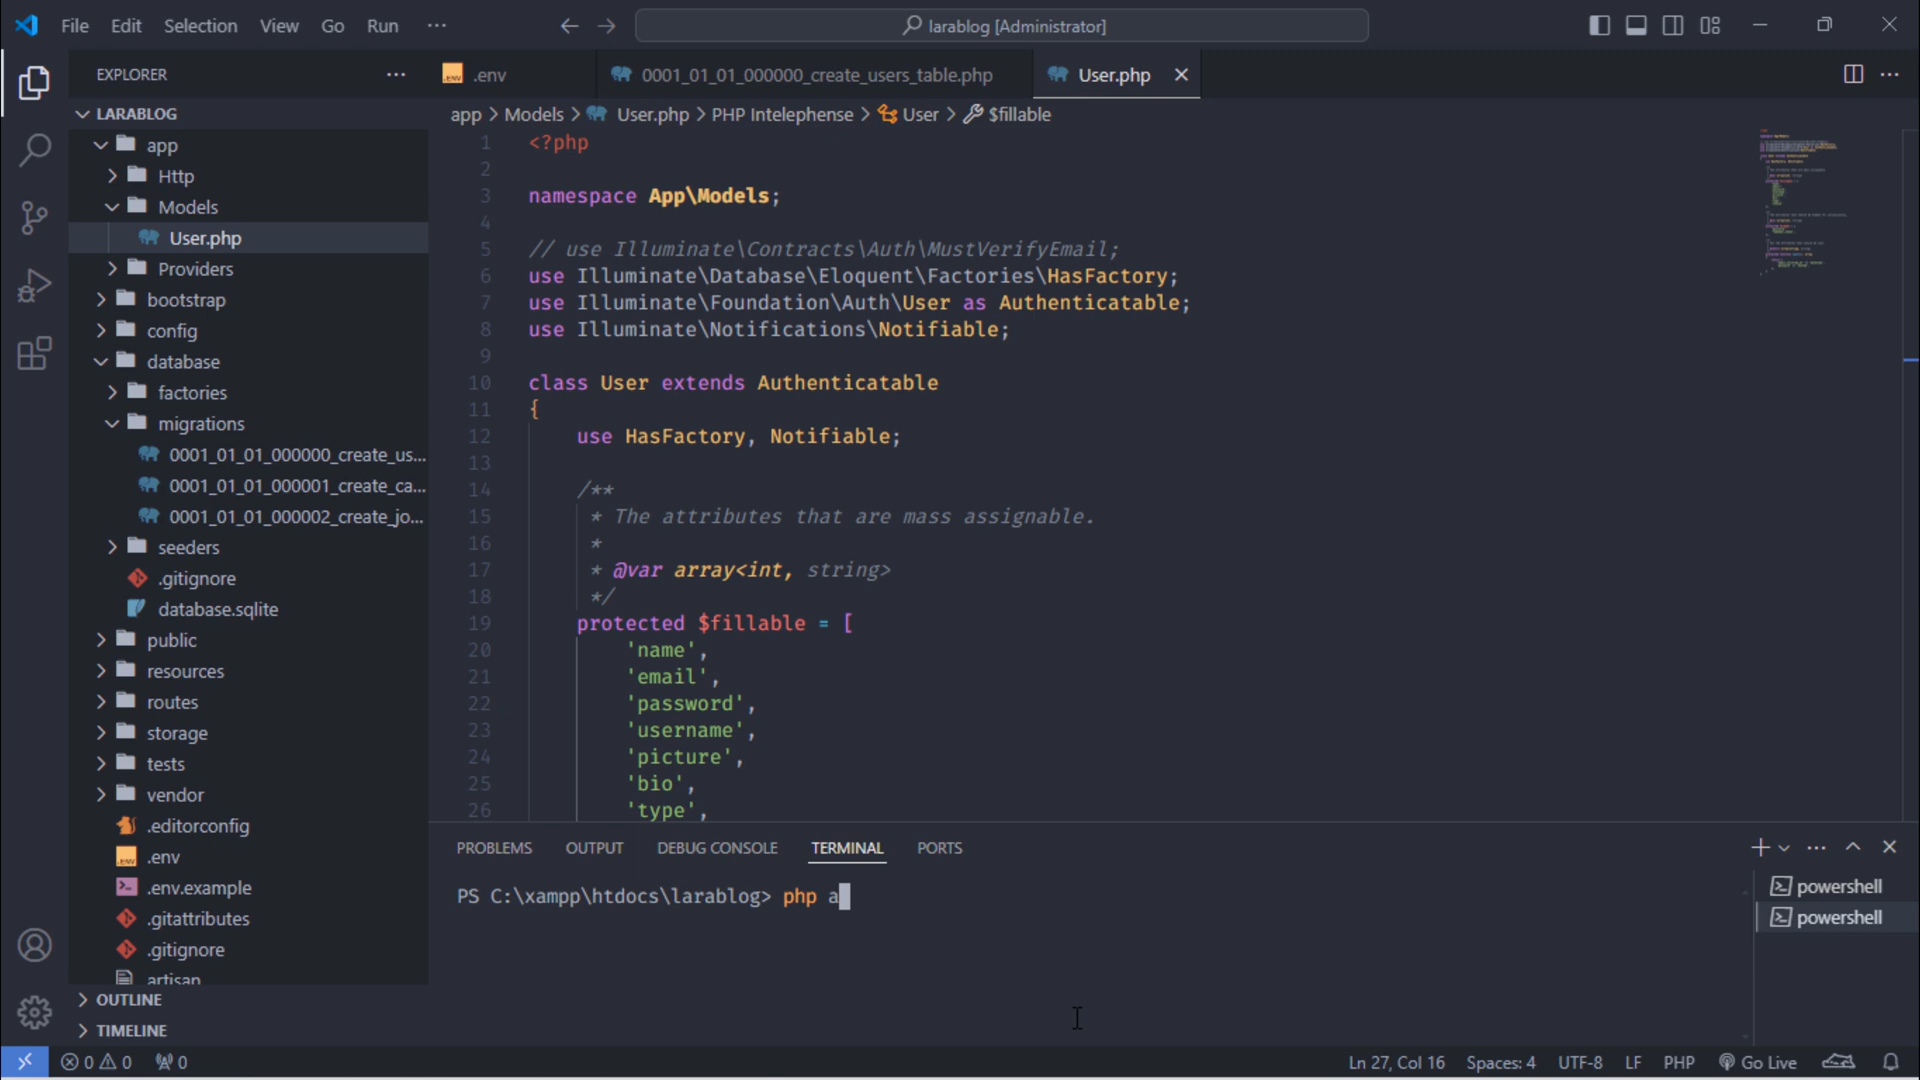 File Edit Selection View Go Run ···
larablog [Administrator]
EXPLORER ···
LARABLOG
app
Http
Models
User.php
Providers
bootstrap
config
database
factories
migrations
0001_01_01_000000_create_us...
0001_01_01_000001_create_ca...
0001_01_01_000002_create_jo...
seeders
.gitignore
database.sqlite
public
resources
routes
storage
tests
vendor
.editorconfig
.env
.env.example
.gitattributes
.gitignore
artisan
OUTLINE
TIMELINE
.env
0001_01_01_000000_create_users_table.php
User.php
app > Models > User.php > PHP Intelephense > User > $fillable
1 <?php
2
3 namespace App\Models;
4
5 // use Illuminate\Contracts\Auth\MustVerifyEmail;
6 use Illuminate\Database\Eloquent\Factories\HasFactory;
7 use Illuminate\Foundation\Auth\User as Authenticatable;
8 use Illuminate\Notifications\Notifiable;
9
10 class User extends Authenticatable
11 {
12 use HasFactory, Notifiable;
13
14 /**
15 * The attributes that are mass assignable.
16 *
17 * @var array<int, string>
18 */
19 protected $fillable = [
20 'name',
21 'email',
22 'password',
23 'username',
24 'picture',
25 'bio',
26 'type',
PROBLEMS OUTPUT DEBUG CONSOLE TERMINAL PORTS
PS C:\xampp\htdocs\larablog> php a
powershell
powershell
0 0 0
Ln 27, Col 16 Spaces: 4 UTF-8 LF PHP Go Live